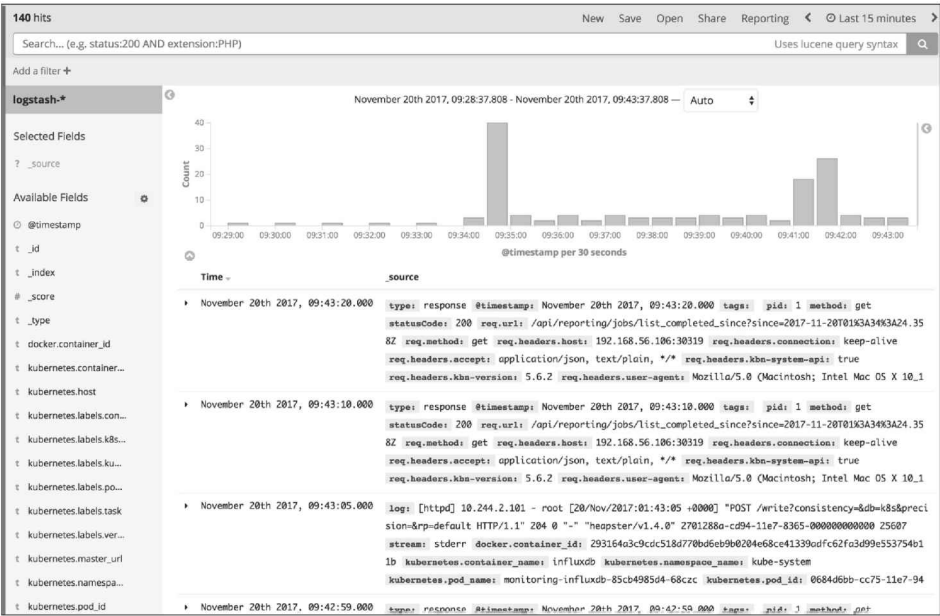 140 hits
New Save Open Share Reporting Last 15 minutes
Search... (e.g. status:200 AND extension:PHP)
Uses lucene query syntax
Add a filter +
logstash-*
Selected Fields
? _source
Available Fields
@timestamp
t _id
t _index
# _score
t _type
t docker.container_id
t kubernetes.container...
t kubernetes.host
t kubernetes.labels.con...
t kubernetes.labels.k8s...
t kubernetes.labels.ku...
t kubernetes.labels.po...
t kubernetes.labels.task
t kubernetes.labels.ver...
t kubernetes.master_url
t kubernetes.namespa...
t kubernetes.pod_id
November 20th 2017, 09:28:37.808 - November 20th 2017, 09:43:37.808 — Auto
Count
40
30
20
10
0
09:29:00 09:30:00 09:31:00 09:32:00 09:33:00 09:34:00 09:35:00 09:36:00 09:37:00 09:38:00 09:39:00 09:40:00 09:41:00 09:42:00 09:43:00
@timestamp per 30 seconds
Time _source
November 20th 2017, 09:43:20.000 type: response @timestamp: November 20th 2017, 09:43:20.000 tags: pid: 1 method: get
statusCode: 200 req.url: /api/reporting/jobs/list_completed_since?since=2017-11-20T01%3A34%3A24.35
8Z req.method: get req.headers.host: 192.168.56.106:30319 req.headers.connection: keep-alive
req.headers.accept: application/json, text/plain, */* req.headers.kbn-system-api: true
req.headers.kbn-version: 5.6.2 req.headers.user-agent: Mozilla/5.0 (Macintosh; Intel Mac OS X 10_1
November 20th 2017, 09:43:10.000 type: response @timestamp: November 20th 2017, 09:43:10.000 tags: pid: 1 method: get
statusCode: 200 req.url: /api/reporting/jobs/list_completed_since?since=2017-11-20T01%3A34%3A24.35
8Z req.method: get req.headers.host: 192.168.56.106:30319 req.headers.connection: keep-alive
req.headers.accept: application/json, text/plain, */* req.headers.kbn-system-api: true
req.headers.kbn-version: 5.6.2 req.headers.user-agent: Mozilla/5.0 (Macintosh; Intel Mac OS X 10_1
November 20th 2017, 09:43:05.000 log: [httpd] 10.244.2.101 - root [20/Nov/2017:01:43:05 +0000] "POST /write?consistency=&db=k8s&preci
sion=&rp=default HTTP/1.1" 204 0 "-" "heapster/v1.4.0" 2701288a-cd94-11e7-8365-000000000000 25607
stream: stderr docker.container_id: 293164a3c9cdc518d770bd6eb9b0204e68ce41339adfc62fa3d99e553754b1
1b kubernetes.container_name: influxdb kubernetes.namespace_name: kube-system
kubernetes.pod_name: monitoring-influxdb-85cb4985d4-68czc kubernetes.pod_id: 0684d6bb-cc75-11e7-94
November 20th 2017, 09:42:59.000 type: response @timestamp: November 20th 2017, 09:42:59.000 tags: pid: 1 method: get